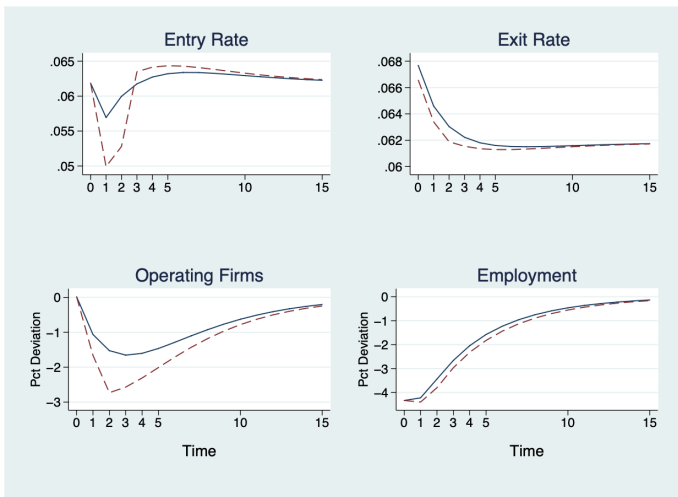 Entry Rate
.065
.06
.055
.05
0 1 2 3 4 5 10 15
Exit Rate
.068
.066
.064
.062
.06
0 1 2 3 4 5 10 15
Operating Firms
Pct Deviation
0
−1
−2
−3
0 1 2 3 4 5 10 15
Time
Employment
Pct Deviation
0
−1
−2
−3
−4
0 1 2 3 4 5 10 15
Time